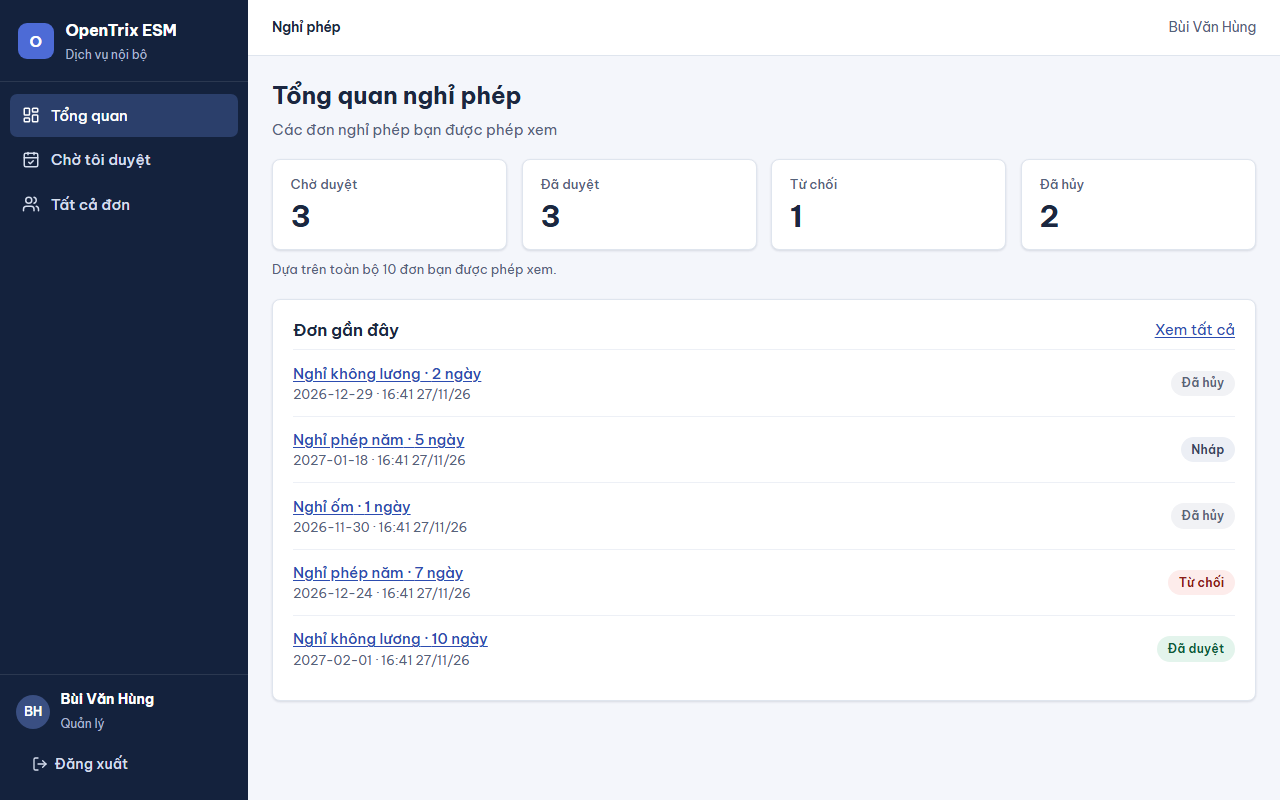 O
OpenTrix ESM
Dịch vụ nội bộ
Tổng quan
Chờ tôi duyệt
Tất cả đơn
BH
Bùi Văn Hùng
Quản lý
Đăng xuất
Nghỉ phép
Bùi Văn Hùng
Tổng quan nghỉ phép
Các đơn nghỉ phép bạn được phép xem
Chờ duyệt
3
Đã duyệt
3
Từ chối
1
Đã hủy
2
Dựa trên toàn bộ 10 đơn bạn được phép xem.
Đơn gần đây
Xem tất cả
Nghỉ không lương · 2 ngày
2026-12-29 · 16:41 27/11/26
Đã hủy
Nghỉ phép năm · 5 ngày
2027-01-18 · 16:41 27/11/26
Nháp
Nghỉ ốm · 1 ngày
2026-11-30 · 16:41 27/11/26
Đã hủy
Nghỉ phép năm · 7 ngày
2026-12-24 · 16:41 27/11/26
Từ chối
Nghỉ không lương · 10 ngày
2027-02-01 · 16:41 27/11/26
Đã duyệt